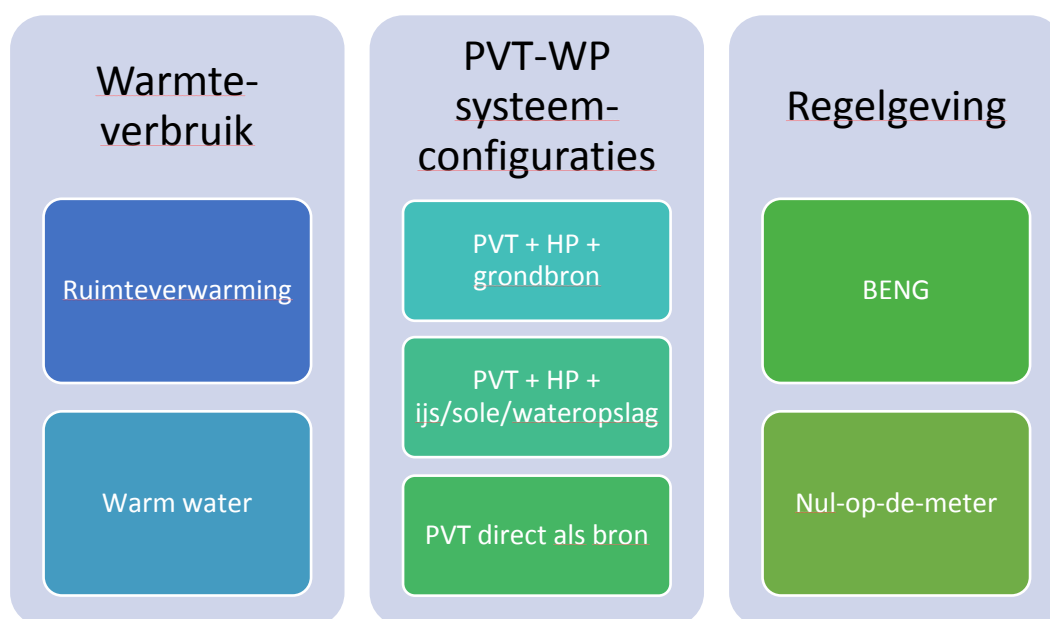 Warmte-
verbruik
Ruimteverwarming
Warm water
PVT-WP
systeem-
configuraties
PVT + HP +
grondbron
PVT + HP +
ijs/sole/wateropslag
PVT direct als bron
Regelgeving
BENG
Nul-op-de-meter